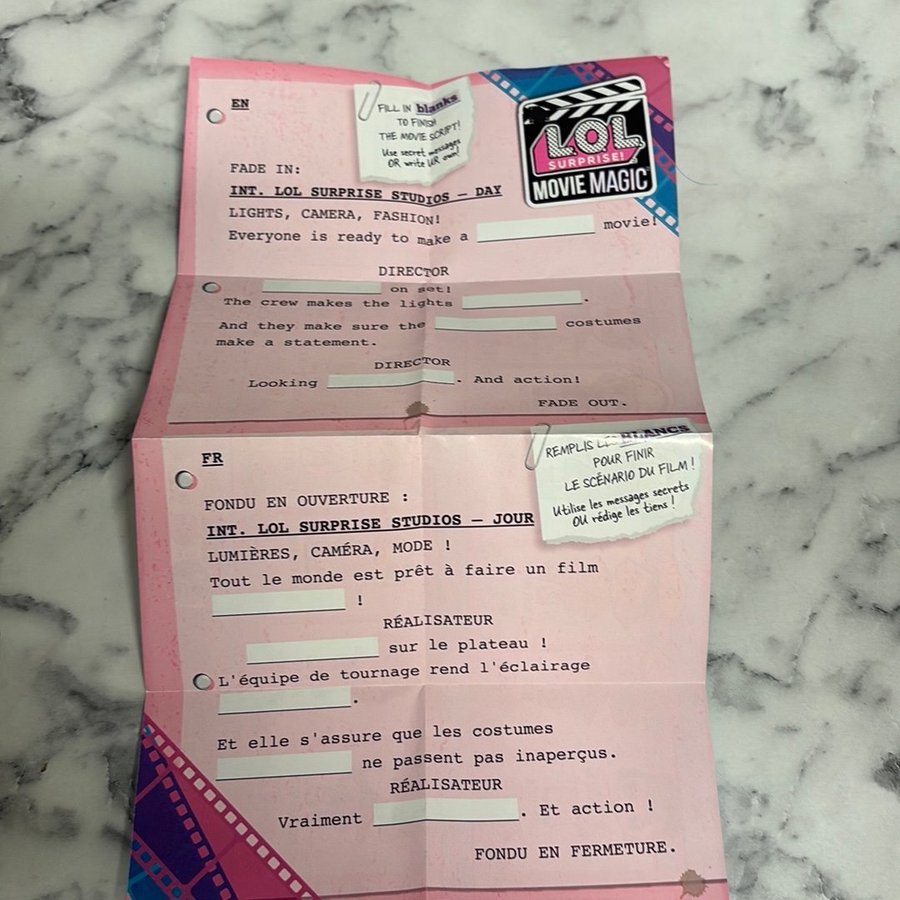 EN
FILL IN blanks
TO FINISH
THE MOVIE SCRIPT!
Use secret messages
OR write UR own!
LOL
SURPRISE!
MOVIE MAGIC
FADE IN:
INT. LOL SURPRISE STUDIOS – DAY
LIGHTS, CAMERA, FASHION!
Everyone is ready to make a movie!
DIRECTOR
on set!
The crew makes the lights .
And they make sure the costumes
make a statement.
DIRECTOR
Looking . And action!
FADE OUT.
FR
REMPLIS LES BLANCS
POUR FINIR
LE SCÉNARIO DU FILM !
Utilise les messages secrets
OU rédige les tiens !
FONDU EN OUVERTURE :
INT. LOL SURPRISE STUDIOS – JOUR
LUMIÈRES, CAMÉRA, MODE !
Tout le monde est prêt à faire un film
!
RÉALISATEUR
sur le plateau !
L'équipe de tournage rend l'éclairage
.
Et elle s'assure que les costumes
ne passent pas inaperçus.
RÉALISATEUR
Vraiment . Et action !
FONDU EN FERMETURE.